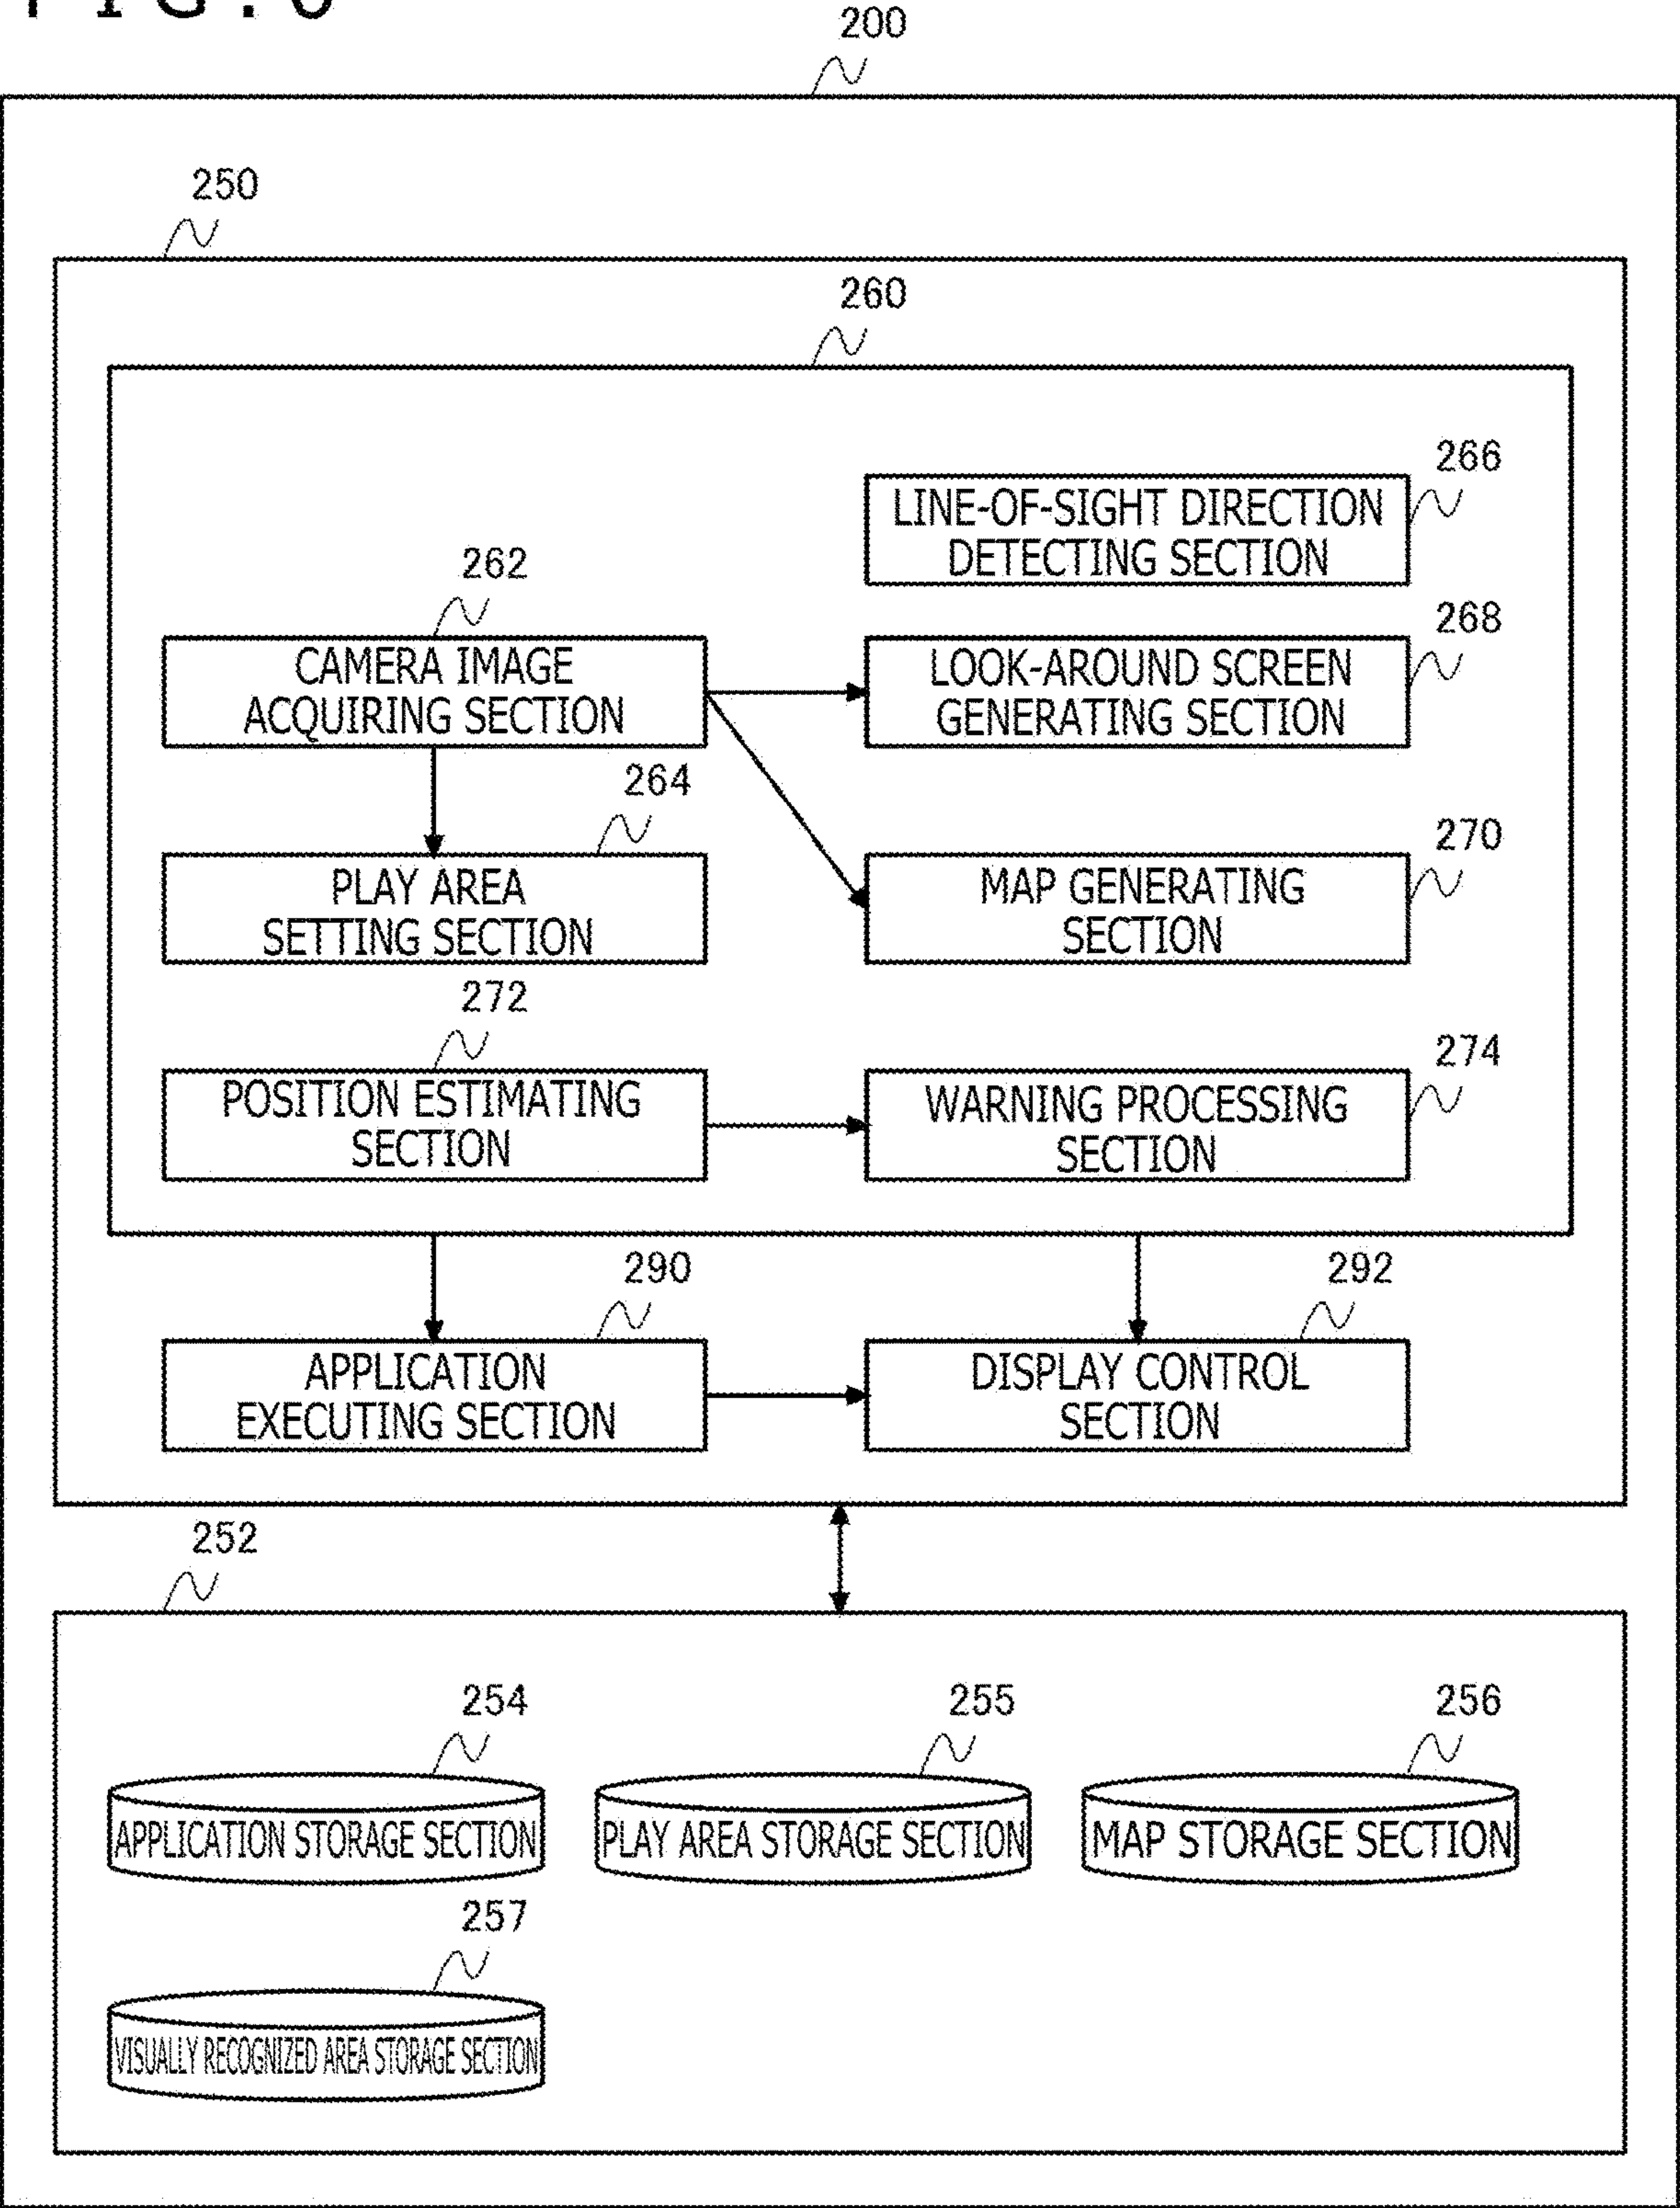 200
250
260
266
LINE-OF-SIGHT DIRECTION
DETECTING SECTION
262
CAMERA IMAGE
ACQUIRING SECTION
268
LOOK-AROUND SCREEN
GENERATING SECTION
264
PLAY AREA
SETTING SECTION
270
MAP GENERATING
SECTION
272
POSITION ESTIMATING
SECTION
274
WARNING PROCESSING
SECTION
290
APPLICATION
EXECUTING SECTION
292
DISPLAY CONTROL
SECTION
252
254
APPLICATION STORAGE SECTION
255
PLAY AREA STORAGE SECTION
256
MAP STORAGE SECTION
257
VISUALLY RECOGNIZED AREA STORAGE SECTION